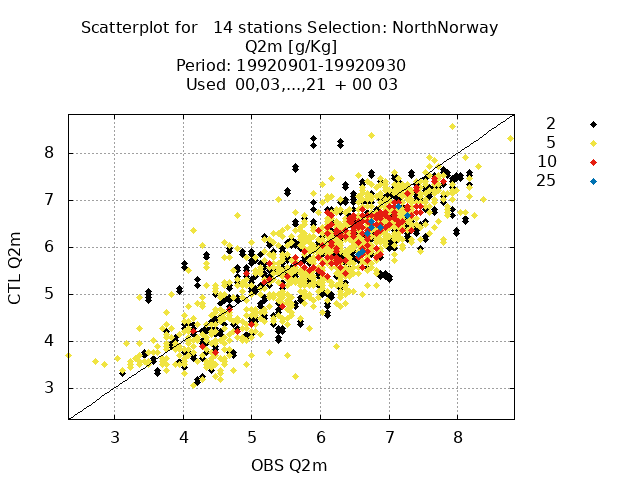 Scatterplot for   14 stations Selection: NorthNorway
Q2m [g/Kg]
Period: 19920901-19920930
Used  00,03,...,21  + 00 03
2
5
10
25
8
7
6
5
4
3
CTL Q2m
3 4 5 6 7 8
OBS Q2m